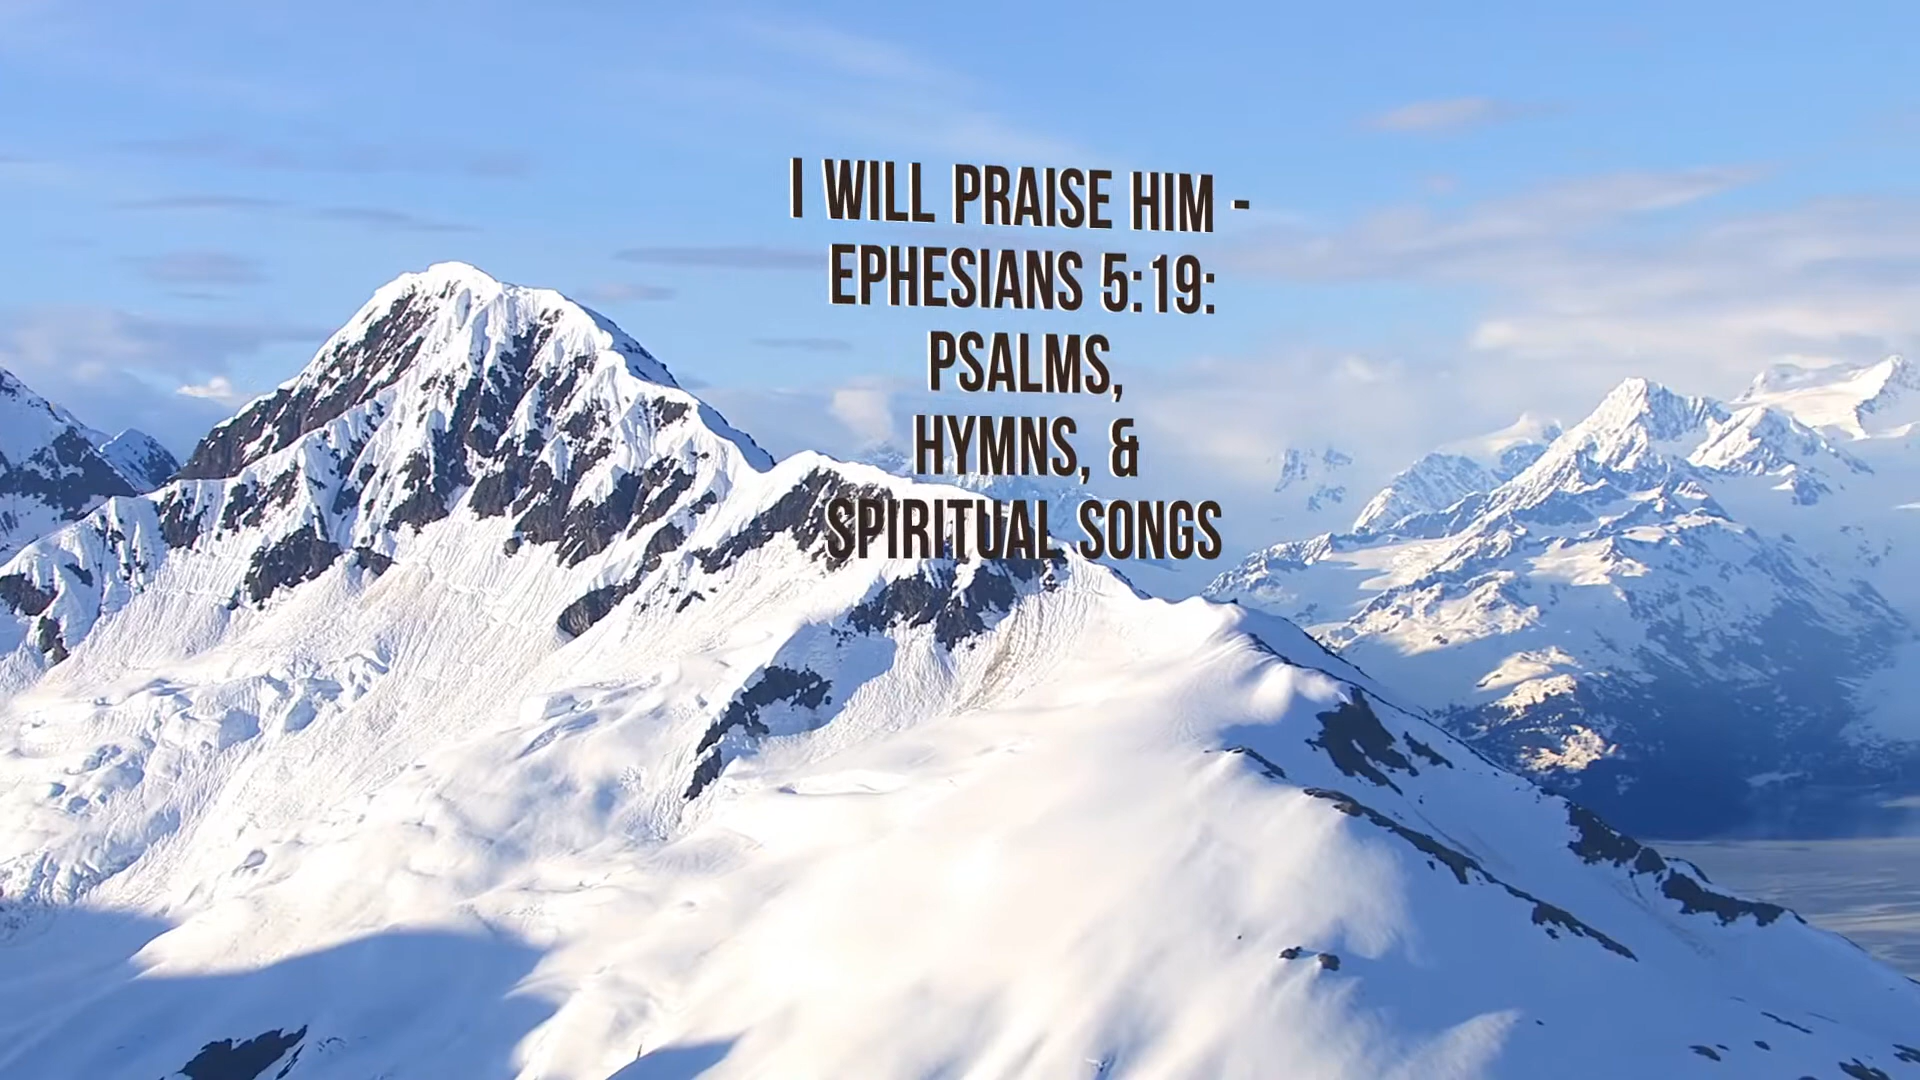 I WILL PRAISE HIM -
EPHESIANS 5:19:
PSALMS,
HYMNS, &
SPIRITUAL SONGS